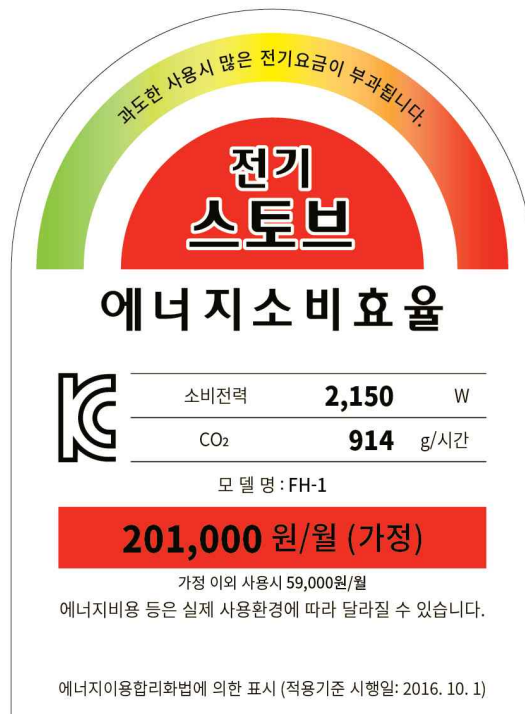 과도한 사용시 많은 전기요금이 부과됩니다.
전기
스토브
에너지소비효율
소비전력 2,150 W
CO₂ 914 g/시간
모 델 명 : FH-1
201,000 원/월 (가정)
가정 이외 사용시 59,000원/월
에너지비용 등은 실제 사용환경에 따라 달라질 수 있습니다.
에너지이용합리화법에 의한 표시 (적용기준 시행일: 2016. 10. 1)